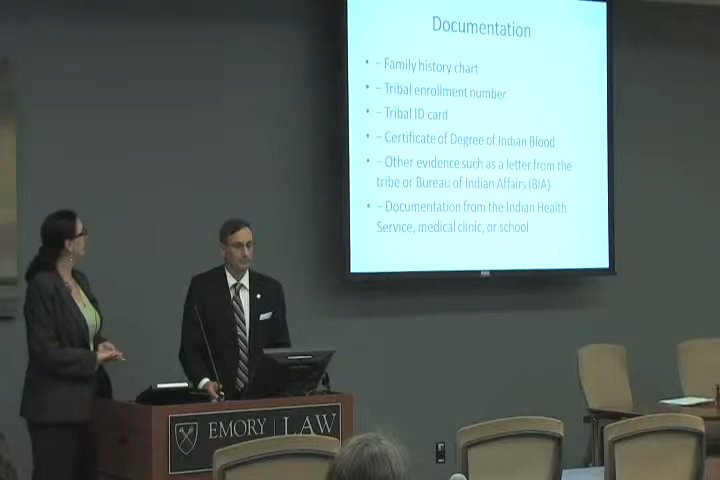 Documentation
• – Family history chart
• – Tribal enrollment number
• – Tribal ID card
• – Certificate of Degree of Indian Blood
• – Other evidence such as a letter from the
tribe or Bureau of Indian Affairs (BIA)
• – Documentation from the Indian Health
Service, medical clinic, or school
EMORY | LAW